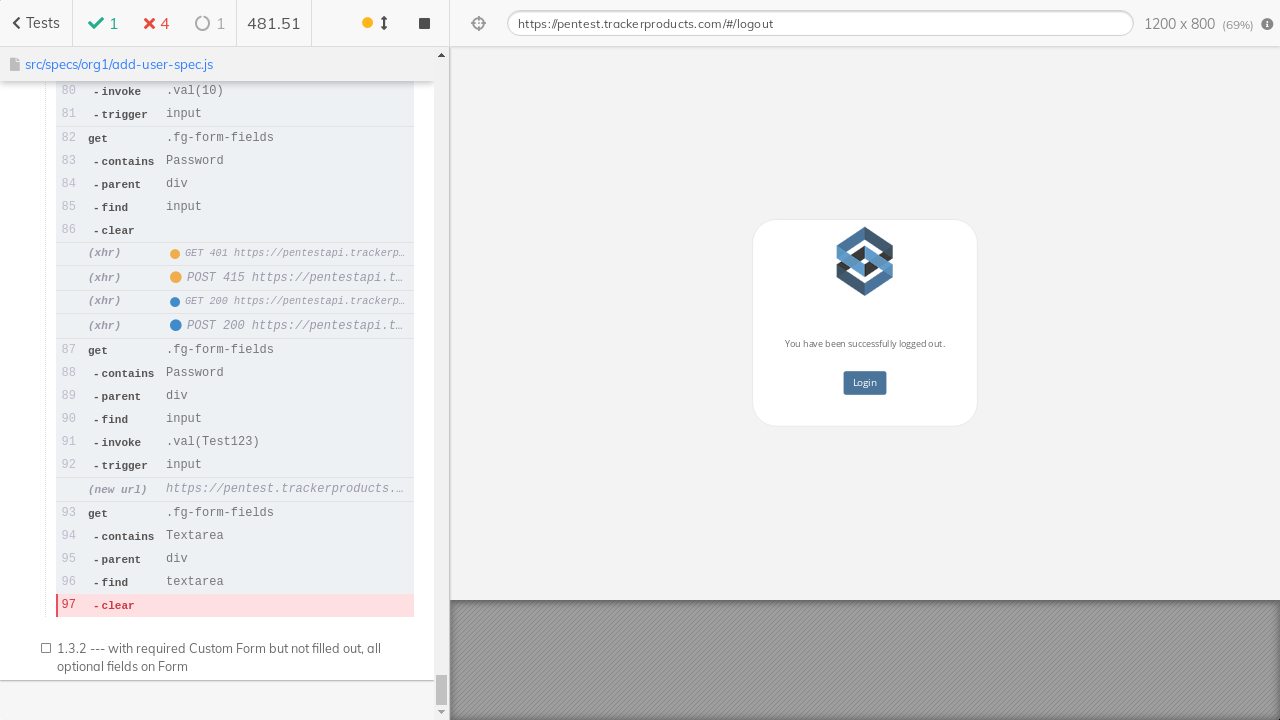 Tests 1 4 1 481.51
https://pentest.trackerproducts.com/#/logout 1200 x 800 (69%)
src/specs/org1/add-user-spec.js
80 - invoke .val(10)
81 - trigger input
82 get .fg-form-fields
83 - contains Password
84 - parent div
85 - find input
86 - clear
(xhr) GET 401 https://pentestapi.trackerp…
(xhr) POST 415 https://pentestapi.t…
(xhr) GET 200 https://pentestapi.trackerp…
(xhr) POST 200 https://pentestapi.t…
87 get .fg-form-fields
88 - contains Password
89 - parent div
90 - find input
91 - invoke .val(Test123)
92 - trigger input
(new url) https://pentest.trackerproducts.…
93 get .fg-form-fields
94 - contains Textarea
95 - parent div
96 - find textarea
97 - clear
1.3.2 --- with required Custom Form but not filled out, all
optional fields on Form
You have been successfully logged out.
Login